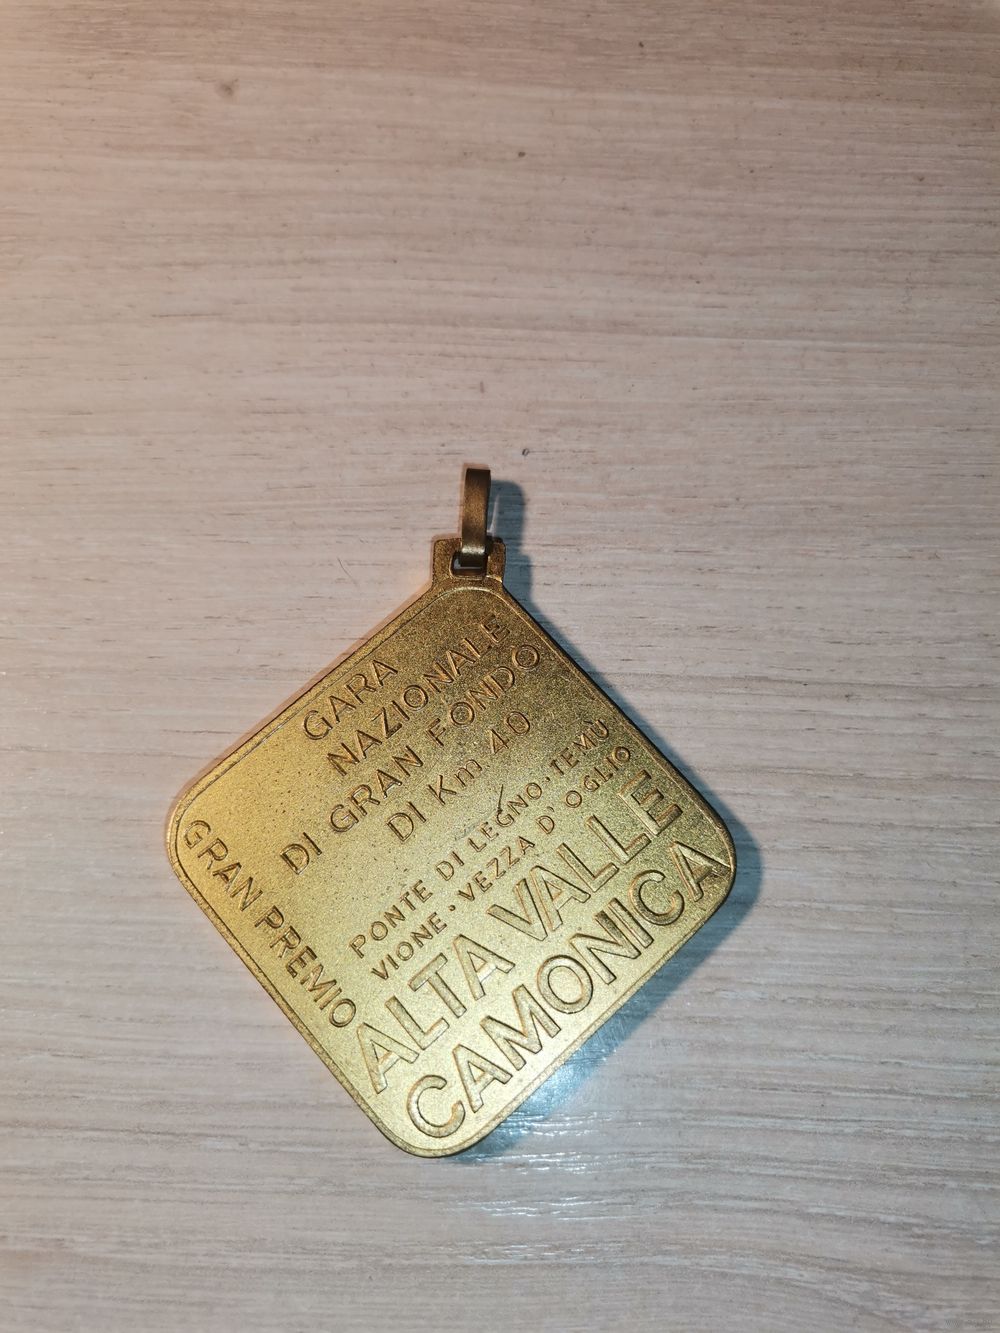 GARA
NAZIONALE
DI GRAN FONDO
DI Km 40
PONTE DI LEGNO · TEMÙ
VIONE · VEZZA D' OGLIO
GRAN PREMIO
ALTA VALLE
CAMONICA